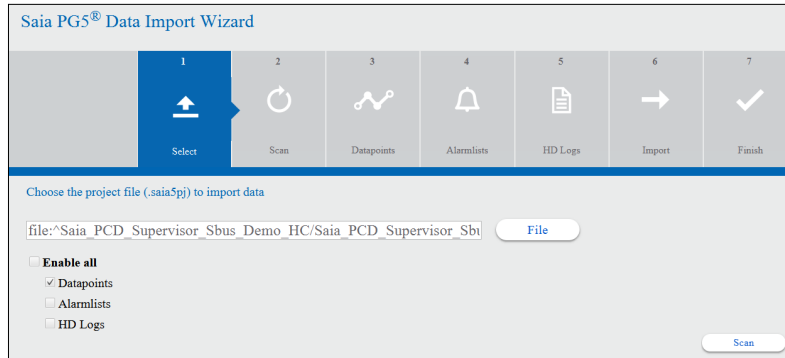 Saia PG5® Data Import Wizard
1 2 3 4 5 6 7
Select Scan Datapoints Alarmlists HD Logs Import Finish
Choose the project file (.saia5pj) to import data
file:^Saia_PCD_Supervisor_Sbus_Demo_HC/Saia_PCD_Supervisor_Sbu File
Enable all
Datapoints
Alarmlists
HD Logs
Scan